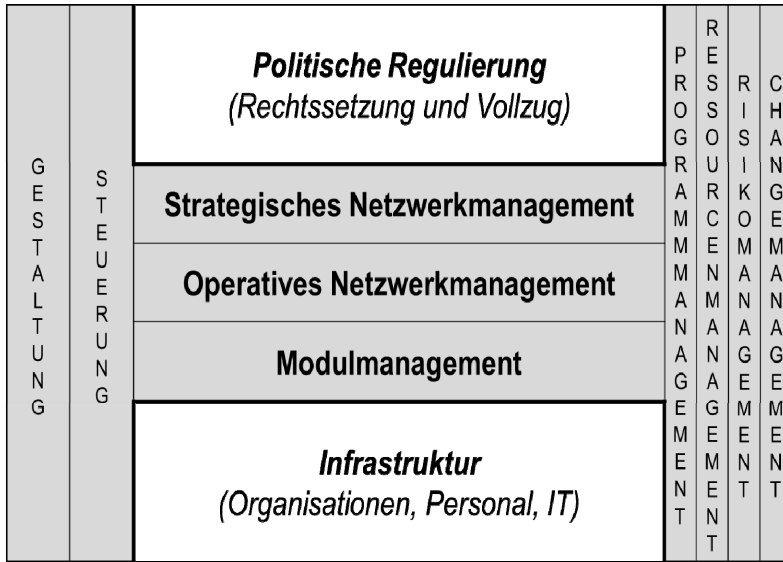 GESTALTUNG
STEUERUNG
Politische Regulierung
(Rechtssetzung und Vollzug)
Strategisches Netzwerkmanagement
Operatives Netzwerkmanagement
Modulmanagement
Infrastruktur
(Organisationen, Personal, IT)
PROGRAMMMANAGEMENT
RESSOURCENMANAGEMENT
RISIKOMANAGEMENT
CHANGEMANAGEMENT